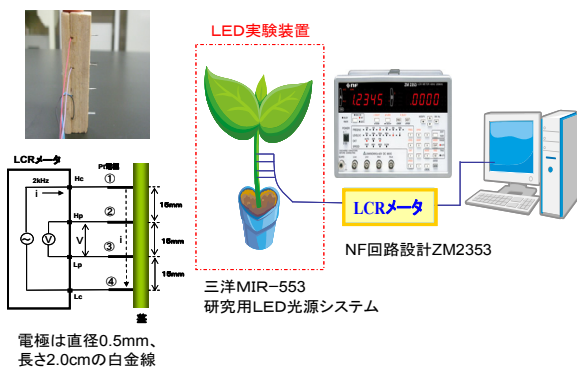 LED実験装置
LCRメータ
Pt電極
2kHz
Hc
①
i
15mm
Hp
②
V
V
i
15mm
③
Lp
15mm
④
Lc
茎
電極は直径0.5mm、
長さ2.0cmの白金線
三洋MIR−553
研究用LED光源システム
NF
ZM2353
1.2345
.0000
LCRメータ
NF回路設計ZM2353